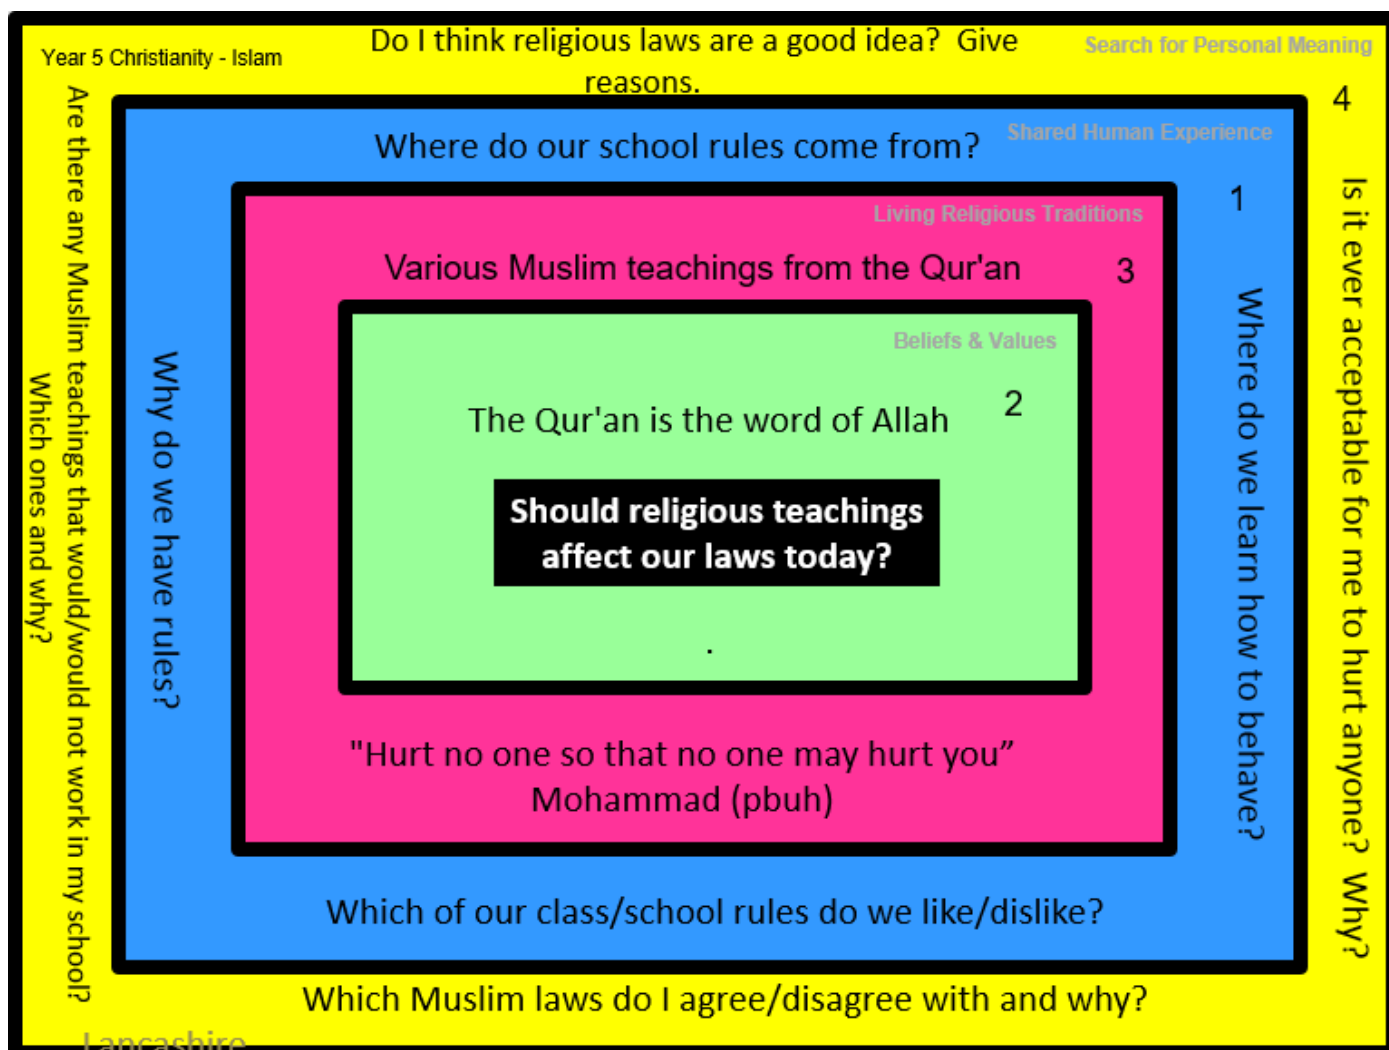 Year 5 Christianity - Islam
Do I think religious laws are a good idea?  Give
reasons.
Search for Personal Meaning
4
Are there any Muslim teachings that would/would not work in my school?
Which ones and why?
Is it ever acceptable for me to hurt anyone?  Why?
Where do our school rules come from?
Shared Human Experience
1
Why do we have rules?
Where do we learn how to behave?
Living Religious Traditions
Various Muslim teachings from the Qur'an
3
Beliefs & Values
The Qur'an is the word of Allah
2
Should religious teachings
affect our laws today?
.
"Hurt no one so that no one may hurt you”
Mohammad (pbuh)
Which of our class/school rules do we like/dislike?
Which Muslim laws do I agree/disagree with and why?
Lancashire